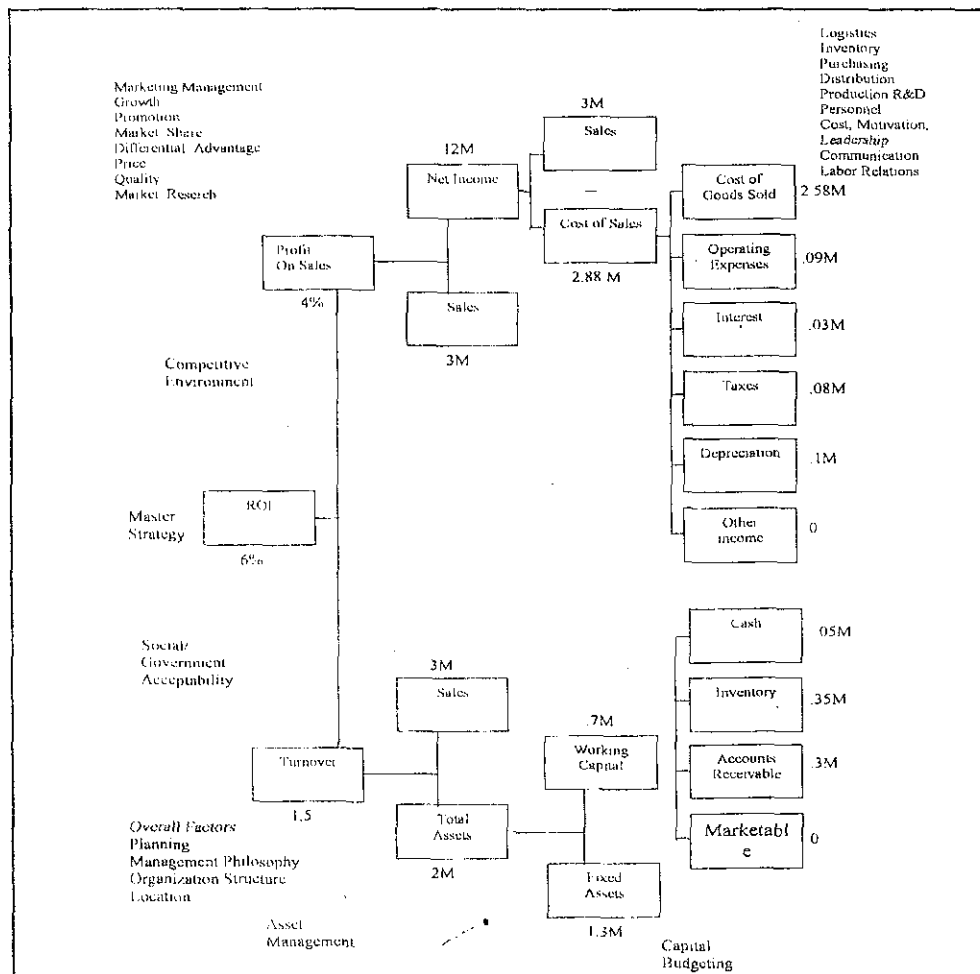 Logistics
Inventory
Purchasing
Distribution
Production R&D
Personnel
Cost, Motivation,
Leadership
Communication
Labor Relations
Marketing Management
Growth
Promotion
Market Share
Differential Advantage
Price
Quality
Market Reserch
3M
Sales
12M
Net Income
Cost of
Goods Sold
2.58M
Cost of Sales
2.88 M
Profit
On Sales
4%
Operating
Expenses
.09M
Sales
3M
Interest
.03M
Competitive
Environment
Taxes
.08M
Depreciation
.1M
Master
Strategy
ROI
6%
Other
income
0
Social/
Government
Acceptability
Cash
.05M
3M
Sales
Inventory
.35M
.7M
Working
Capital
Turnover
1.5
Accounts
Receivable
.3M
Total
Assets
2M
Marketabl
e
0
Overall Factors
Planning
Management Philosophy
Organization Structure
Location
Fixed
Assets
1.3M
Asset
Management
Capital
Budgeting